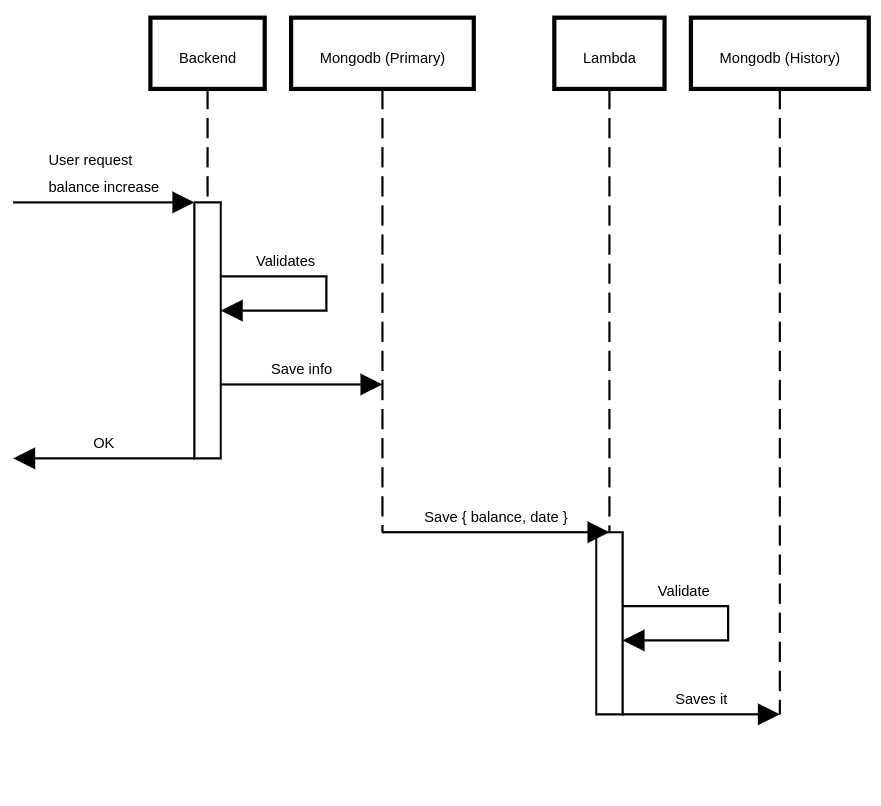 Backend
Mongodb (Primary)
Lambda
Mongodb (History)
User request
balance increase
Validates
Save info
OK
Save { balance, date }
Validate
Saves it